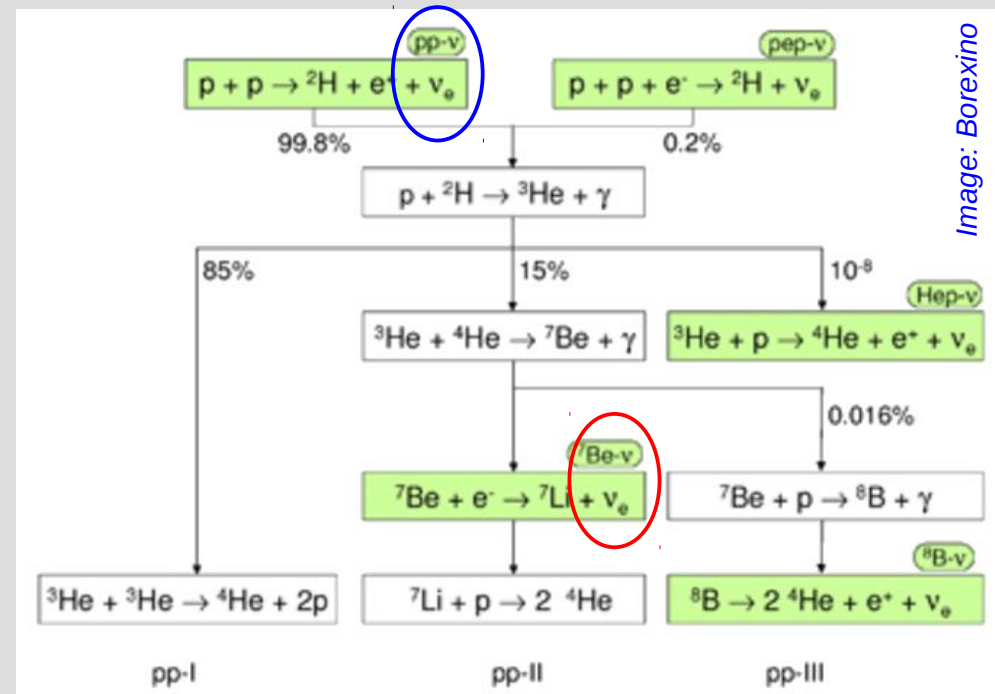 pp-ν
pep-ν
p + p → ²H + e⁺ + νₑ
p + p + e⁻ → ²H + νₑ
99.8%
0.2%
p + ²H → ³He + γ
85%
15%
10⁻⁸
Hep-ν
³He + ⁴He → ⁷Be + γ
³He + p → ⁴He + e⁺ + νₑ
0.016%
⁷Be-ν
⁷Be + e⁻ → ⁷Li + νₑ
⁷Be + p → ⁸B + γ
⁸B-ν
³He + ³He → ⁴He + 2p
⁷Li + p → 2 ⁴He
⁸B → 2 ⁴He + e⁺ + νₑ
pp-I
pp-II
pp-III
Image: Borexino